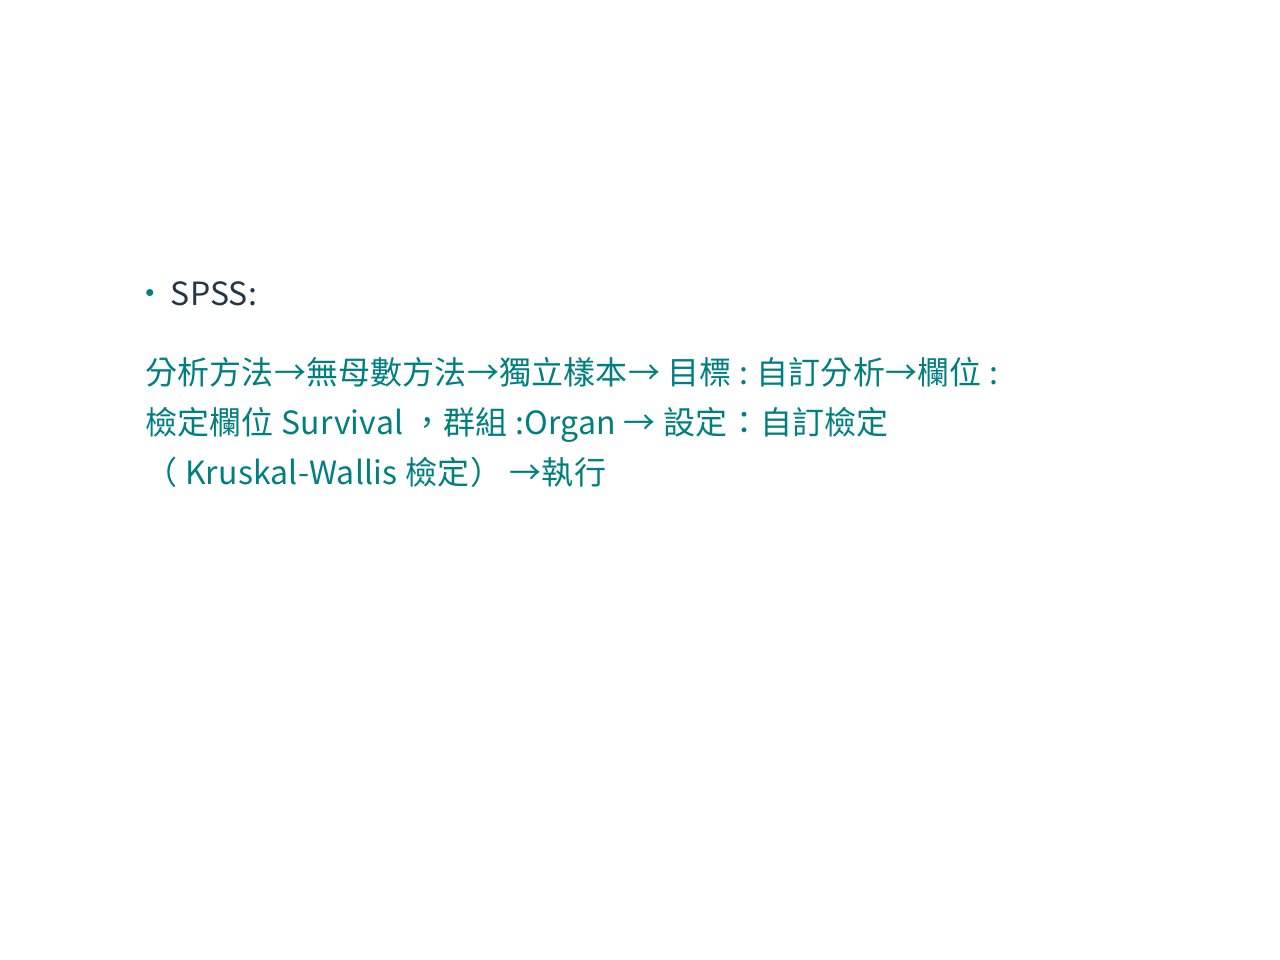 • SPSS:
分析方法→無母數方法→獨立樣本→ 目標 : 自訂分析→欄位 :
檢定欄位 Survival ，群組 :Organ → 設定：自訂檢定
（ Kruskal-Wallis 檢定） →執行